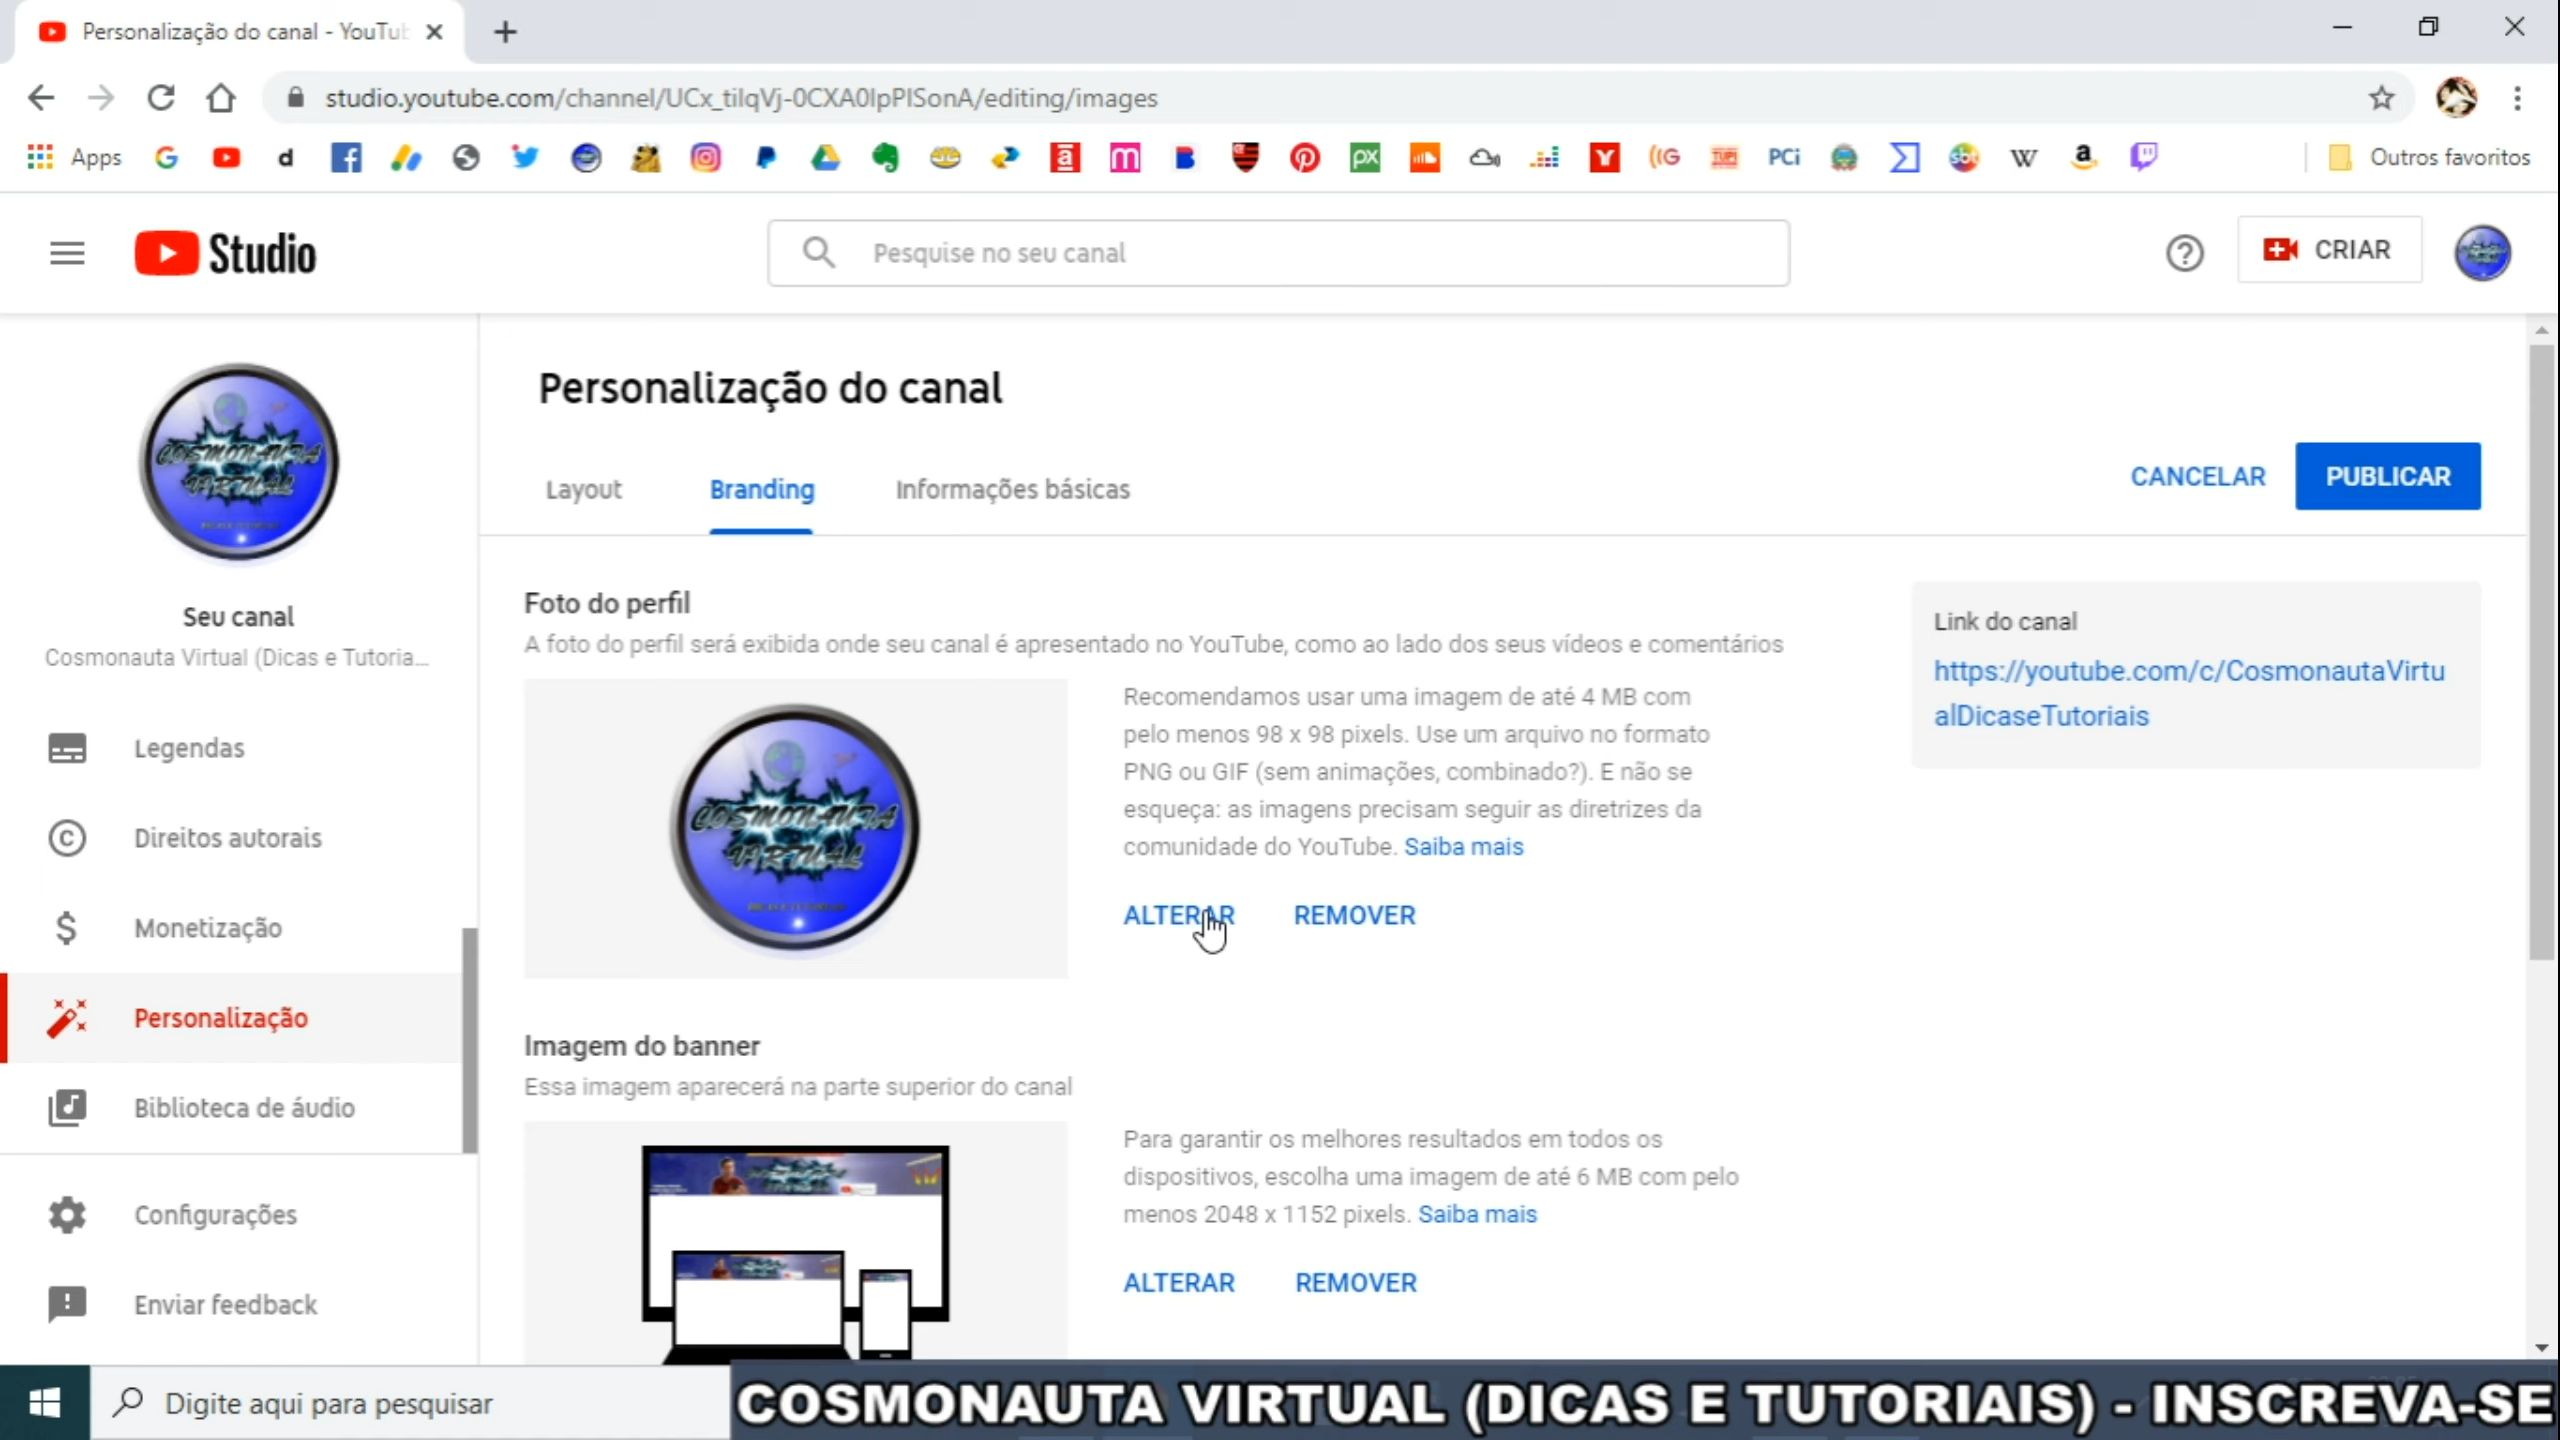 Personalização do canal - YouTub
studio.youtube.com/channel/UCx_tilqVj-0CXA0lpPlSonA/editing/images
Apps
Outros favoritos
Studio
Pesquise no seu canal
CRIAR
COSMONAUTA
VIRTUAL
Seu canal
Cosmonauta Virtual (Dicas e Tutoria...
Legendas
Direitos autorais
Monetização
Personalização
Biblioteca de áudio
Configurações
Enviar feedback
Personalização do canal
Layout
Branding
Informações básicas
CANCELAR
PUBLICAR
Foto do perfil
A foto do perfil será exibida onde seu canal é apresentado no YouTube, como ao lado dos seus vídeos e comentários
COSMONAUTA
VIRTUAL
Recomendamos usar uma imagem de até 4 MB com
pelo menos 98 x 98 pixels. Use um arquivo no formato
PNG ou GIF (sem animações, combinado?). E não se
esqueça: as imagens precisam seguir as diretrizes da
comunidade do YouTube. Saiba mais
ALTERAR
REMOVER
Link do canal
https://youtube.com/c/CosmonautaVirtu
alDicaseTutoriais
Imagem do banner
Essa imagem aparecerá na parte superior do canal
Para garantir os melhores resultados em todos os
dispositivos, escolha uma imagem de até 6 MB com pelo
menos 2048 x 1152 pixels. Saiba mais
ALTERAR
REMOVER
Digite aqui para pesquisar
COSMONAUTA VIRTUAL (DICAS E TUTORIAIS) - INSCREVA-SE